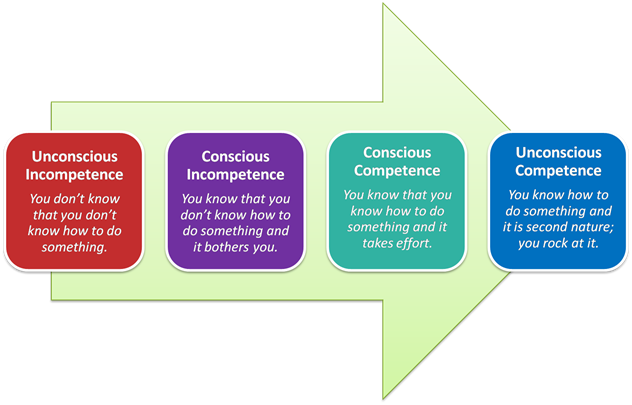 Unconscious
Incompetence
You don’t know
that you don’t
know how to do
something.
Conscious
Incompetence
You know that you
don’t know how to
do something and
it bothers you.
Conscious
Competence
You know that you
know how to do
something and it
takes effort.
Unconscious
Competence
You know how to
do something and
it is second nature;
you rock at it.